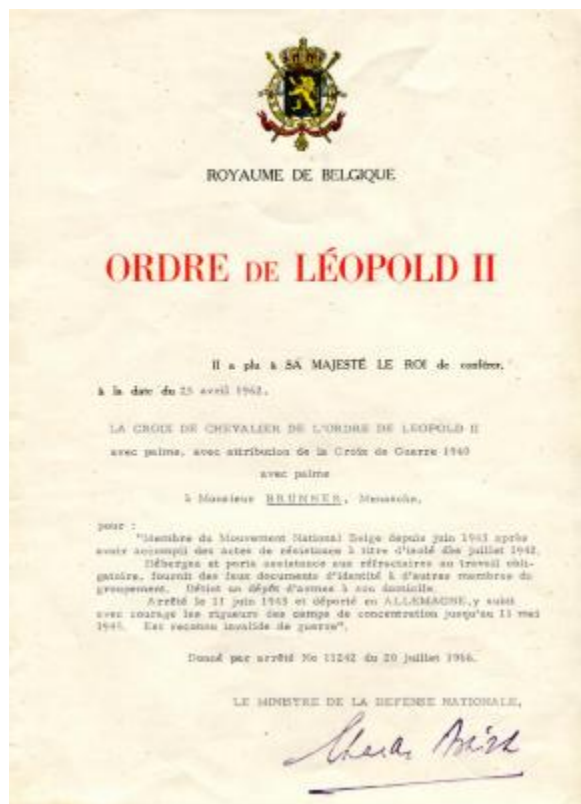 ROYAUME DE BELGIQUE
ORDRE DE LÉOPOLD II
Il a plu à SA MAJESTÉ LE ROI de conférer,
à la date du 25 avril 1962,
LA CROIX DE CHEVALIER DE L'ORDRE DE LEOPOLD II
avec palme, avec attribution de la Croix de Guerre 1940
avec palme
à Monsieur BRUNNER, Menasche,
pour :
"Membre du Mouvement National Belge depuis juin 1943 après
avoir accompli des actes de résistance à titre d'isolé dès juillet 1942.
Héberge et porta assistance aux réfractaires au travail obli-
gatoire, fournit des faux documents d'identité à d'autres membres du
groupement. Détint un dépôt d'armes à son domicile.
Arrêté le 11 juin 1943 et déporté en ALLEMAGNE, y subit
avec courage les rigueurs des camps de concentration jusqu'au 11 mai
1945. Est reconnu invalide de guerre".
Donné par arrêté No 11242 du 20 juillet 1966.
LE MINISTRE DE LA DEFENSE NATIONALE,